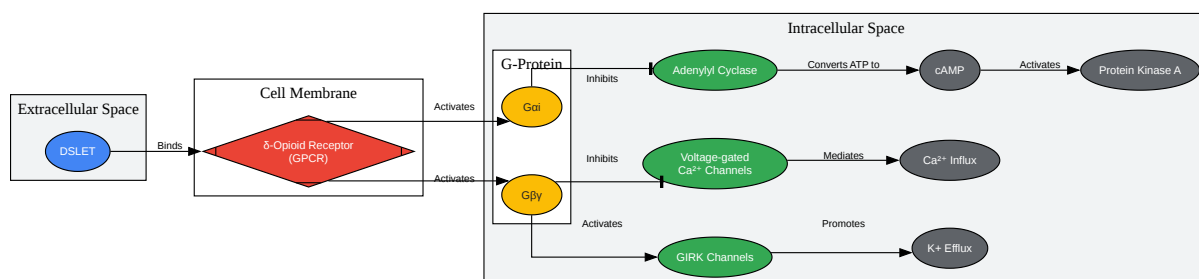 Intracellular Space
G-Protein
Adenylyl Cyclase
Converts ATP to
cAMP
Activates
Protein Kinase A
Inhibits
Cell Membrane
Extracellular Space
Activates
Gαi
DSLET
Binds
δ-Opioid Receptor
(GPCR)
Inhibits
Voltage-gated
Ca²⁺ Channels
Mediates
Ca²⁺ Influx
Activates
Gβγ
Activates
GIRK Channels
Promotes
K+ Efflux